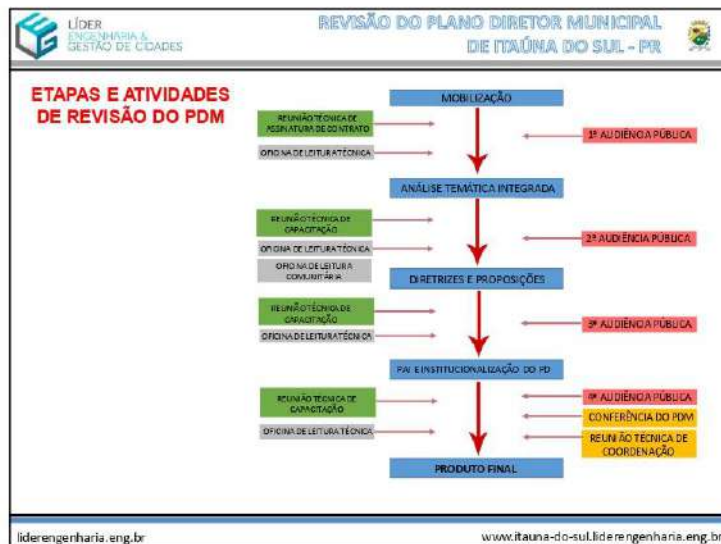 LÍDER
ENGENHARIA &
GESTÃO DE CIDADES
REVISÃO DO PLANO DIRETOR MUNICIPAL
DE ITAÚNA DO SUL - PR
ETAPAS E ATIVIDADES
DE REVISÃO DO PDM
MOBILIZAÇÃO
REUNIÃO TÉCNICA DE
ASSINATURA DE CONTRATO
1ª AUDIÊNCIA PÚBLICA
OFICINA DE LEITURA TÉCNICA
ANÁLISE TEMÁTICA INTEGRADA
REUNIÃO TÉCNICA DE
CAPACITAÇÃO
2ª AUDIÊNCIA PÚBLICA
OFICINA DE LEITURA TÉCNICA
OFICINA DE LEITURA
COMUNITÁRIA
DIRETRIZES E PROPOSIÇÕES
REUNIÃO TÉCNICA DE
CAPACITAÇÃO
3ª AUDIÊNCIA PÚBLICA
OFICINA DE LEITURA TÉCNICA
PAI E INSTITUCIONALIZAÇÃO DO PD
REUNIÃO TÉCNICA DE
CAPACITAÇÃO
4ª AUDIÊNCIA PÚBLICA
CONFERÊNCIA DO PDM
OFICINA DE LEITURA TÉCNICA
REUNIÃO TÉCNICA DE
COORDENAÇÃO
PRODUTO FINAL
liderengenharia.eng.br
www.itauna-do-sul.liderengenharia.eng.br